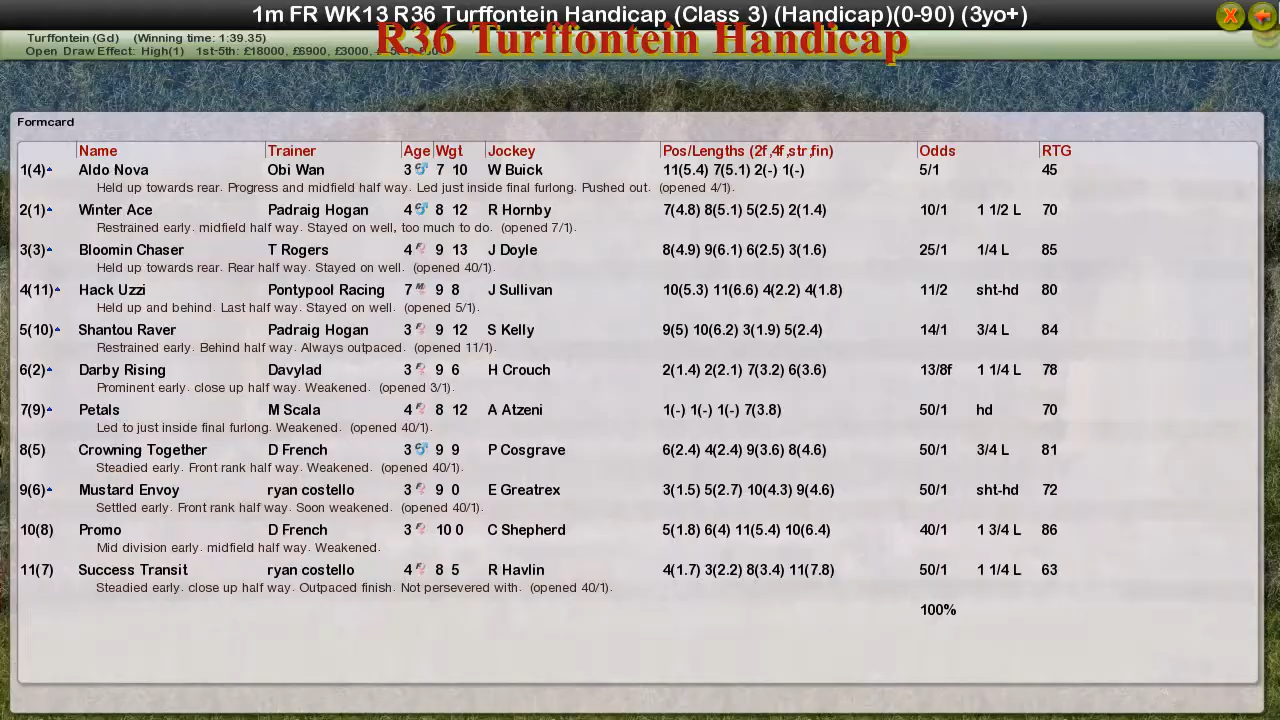 1m FR WK13 R36 Turffontein Handicap (Class 3) (Handicap)(0-90) (3yo+)
R36 Turffontein Handicap
Turffontein (Gd) (Winning time: 1:39.35)
Open Draw Effect: High(1) 1st-5th: £18000, £6900, £3000,
Formcard
Name Trainer Age Wgt Jockey Pos/Lengths (2f,4f,str,fin) Odds RTG
1(4) Aldo Nova Obi Wan 3 7 10 W Buick 11(5.4) 7(5.1) 2(-) 1(-) 5/1 45
Held up towards rear. Progress and midfield half way. Led just inside final furlong. Pushed out. (opened 4/1).
2(1) Winter Ace Padraig Hogan 4 8 12 R Hornby 7(4.8) 8(5.1) 5(2.5) 2(1.4) 10/1 1 1/2 L 70
Restrained early. midfield half way. Stayed on well, too much to do. (opened 7/1).
3(3) Bloomin Chaser T Rogers 4 9 13 J Doyle 8(4.9) 9(6.1) 6(2.5) 3(1.6) 25/1 1/4 L 85
Held up towards rear. Rear half way. Stayed on well. (opened 40/1).
4(11) Hack Uzzi Pontypool Racing 7 9 8 J Sullivan 10(5.3) 11(6.6) 4(2.2) 4(1.8) 11/2 sht-hd 80
Held up and behind. Last half way. Stayed on well. (opened 5/1).
5(10) Shantou Raver Padraig Hogan 3 9 12 S Kelly 9(5) 10(6.2) 3(1.9) 5(2.4) 14/1 3/4 L 84
Restrained early. Behind half way. Always outpaced. (opened 11/1).
6(2) Darby Rising Davylad 3 9 6 H Crouch 2(1.4) 2(2.1) 7(3.2) 6(3.6) 13/8f 1 1/4 L 78
Prominent early. close up half way. Weakened. (opened 3/1).
7(9) Petals M Scala 4 8 12 A Atzeni 1(-) 1(-) 1(-) 7(3.8) 50/1 hd 70
Led to just inside final furlong. Weakened. (opened 40/1).
8(5) Crowning Together D French 3 9 9 P Cosgrave 6(2.4) 4(2.4) 9(3.6) 8(4.6) 50/1 3/4 L 81
Steadied early. Front rank half way. Weakened. (opened 40/1).
9(6) Mustard Envoy ryan costello 3 9 0 E Greatrex 3(1.5) 5(2.7) 10(4.3) 9(4.6) 50/1 sht-hd 72
Settled early. Front rank half way. Soon weakened. (opened 40/1).
10(8) Promo D French 3 10 0 C Shepherd 5(1.8) 6(4) 11(5.4) 10(6.4) 40/1 1 3/4 L 86
Mid division early. midfield half way. Weakened.
11(7) Success Transit ryan costello 4 8 5 R Havlin 4(1.7) 3(2.2) 8(3.4) 11(7.8) 50/1 1 1/4 L 63
Steadied early. close up half way. Outpaced finish. Not persevered with. (opened 40/1).
100%